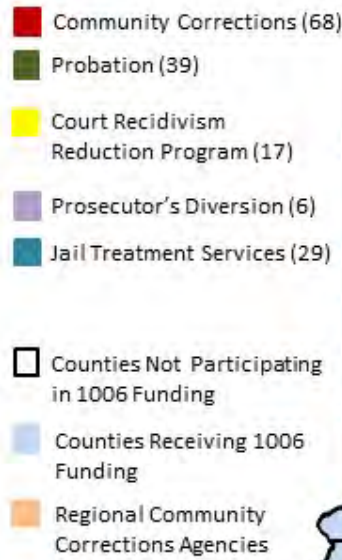 Community Corrections (68)
Probation (39)
Court Recidivism
Reduction Program (17)
Prosecutor's Diversion (6)
Jail Treatment Services (29)
Counties Not Participating
in 1006 Funding
Counties Receiving 1006
Funding
Regional Community
Corrections Agencies